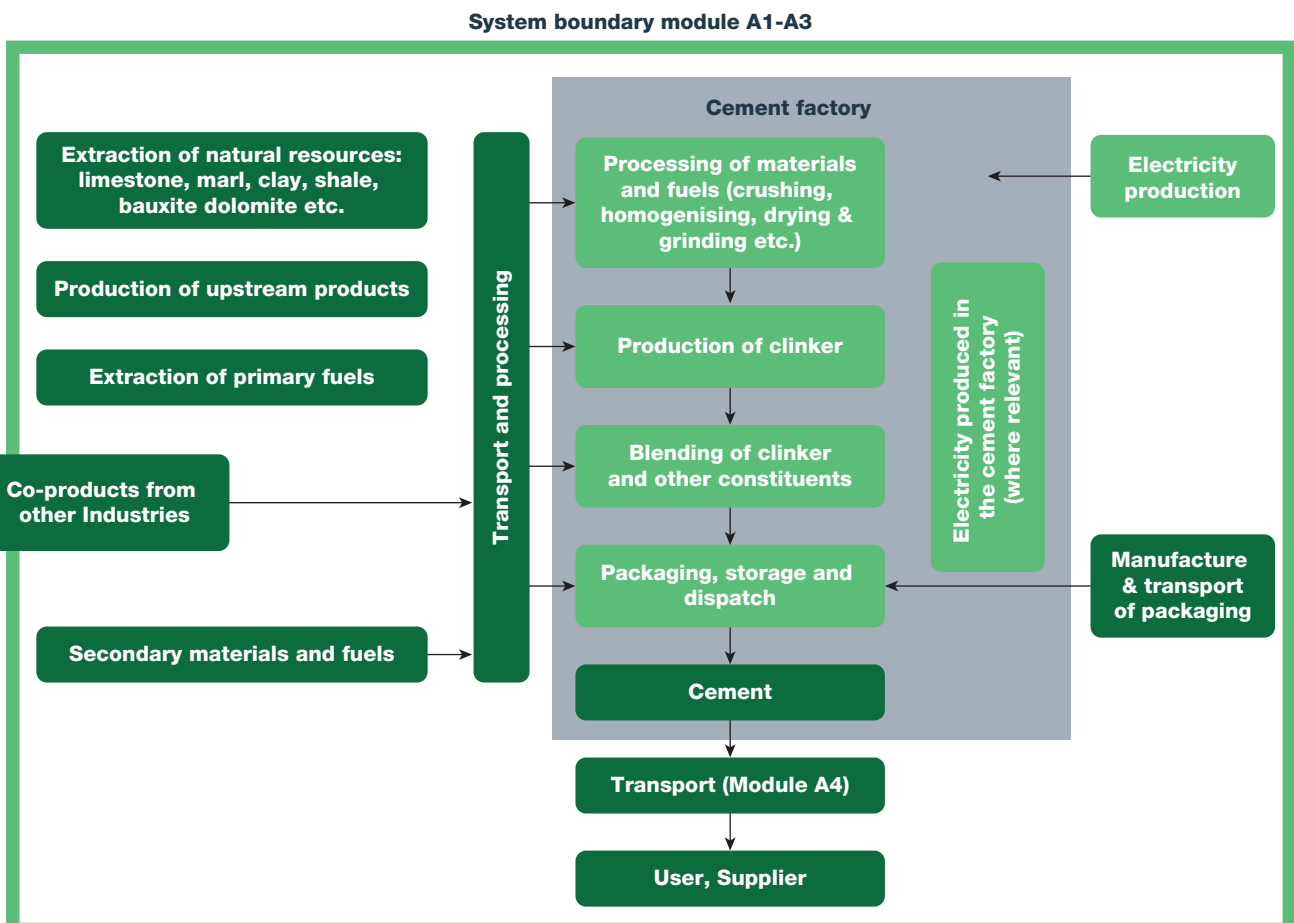 System boundary module A1-A3
Cement factory
Extraction of natural resources:
limestone, marl, clay, shale,
bauxite dolomite etc.
Production of upstream products
Extraction of primary fuels
Co-products from
other Industries
Secondary materials and fuels
Transport and processing
Processing of materials
and fuels (crushing,
homogenising, drying &
grinding etc.)
Production of clinker
Blending of clinker
and other constituents
Packaging, storage and
dispatch
Cement
Transport (Module A4)
User, Supplier
Electricity produced in
the cement factory
(where relevant)
Electricity
production
Manufacture
& transport
of packaging